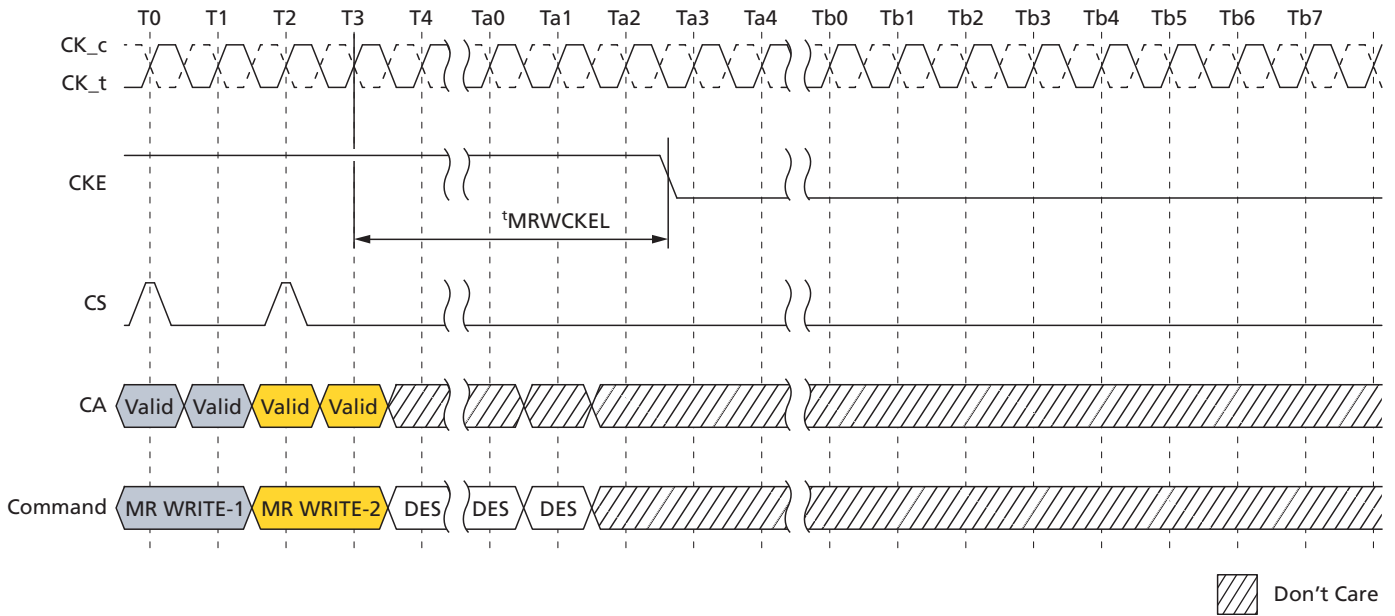 T0 T1 T2 T3 T4 Ta0 Ta1 Ta2 Ta3 Ta4 Tb0 Tb1 Tb2 Tb3 Tb4 Tb5 Tb6 Tb7
CK_c
CK_t
CKE
tMRWCKEL
CS
CA Valid Valid Valid Valid
Command MR WRITE-1 MR WRITE-2 DES DES DES
Don't Care